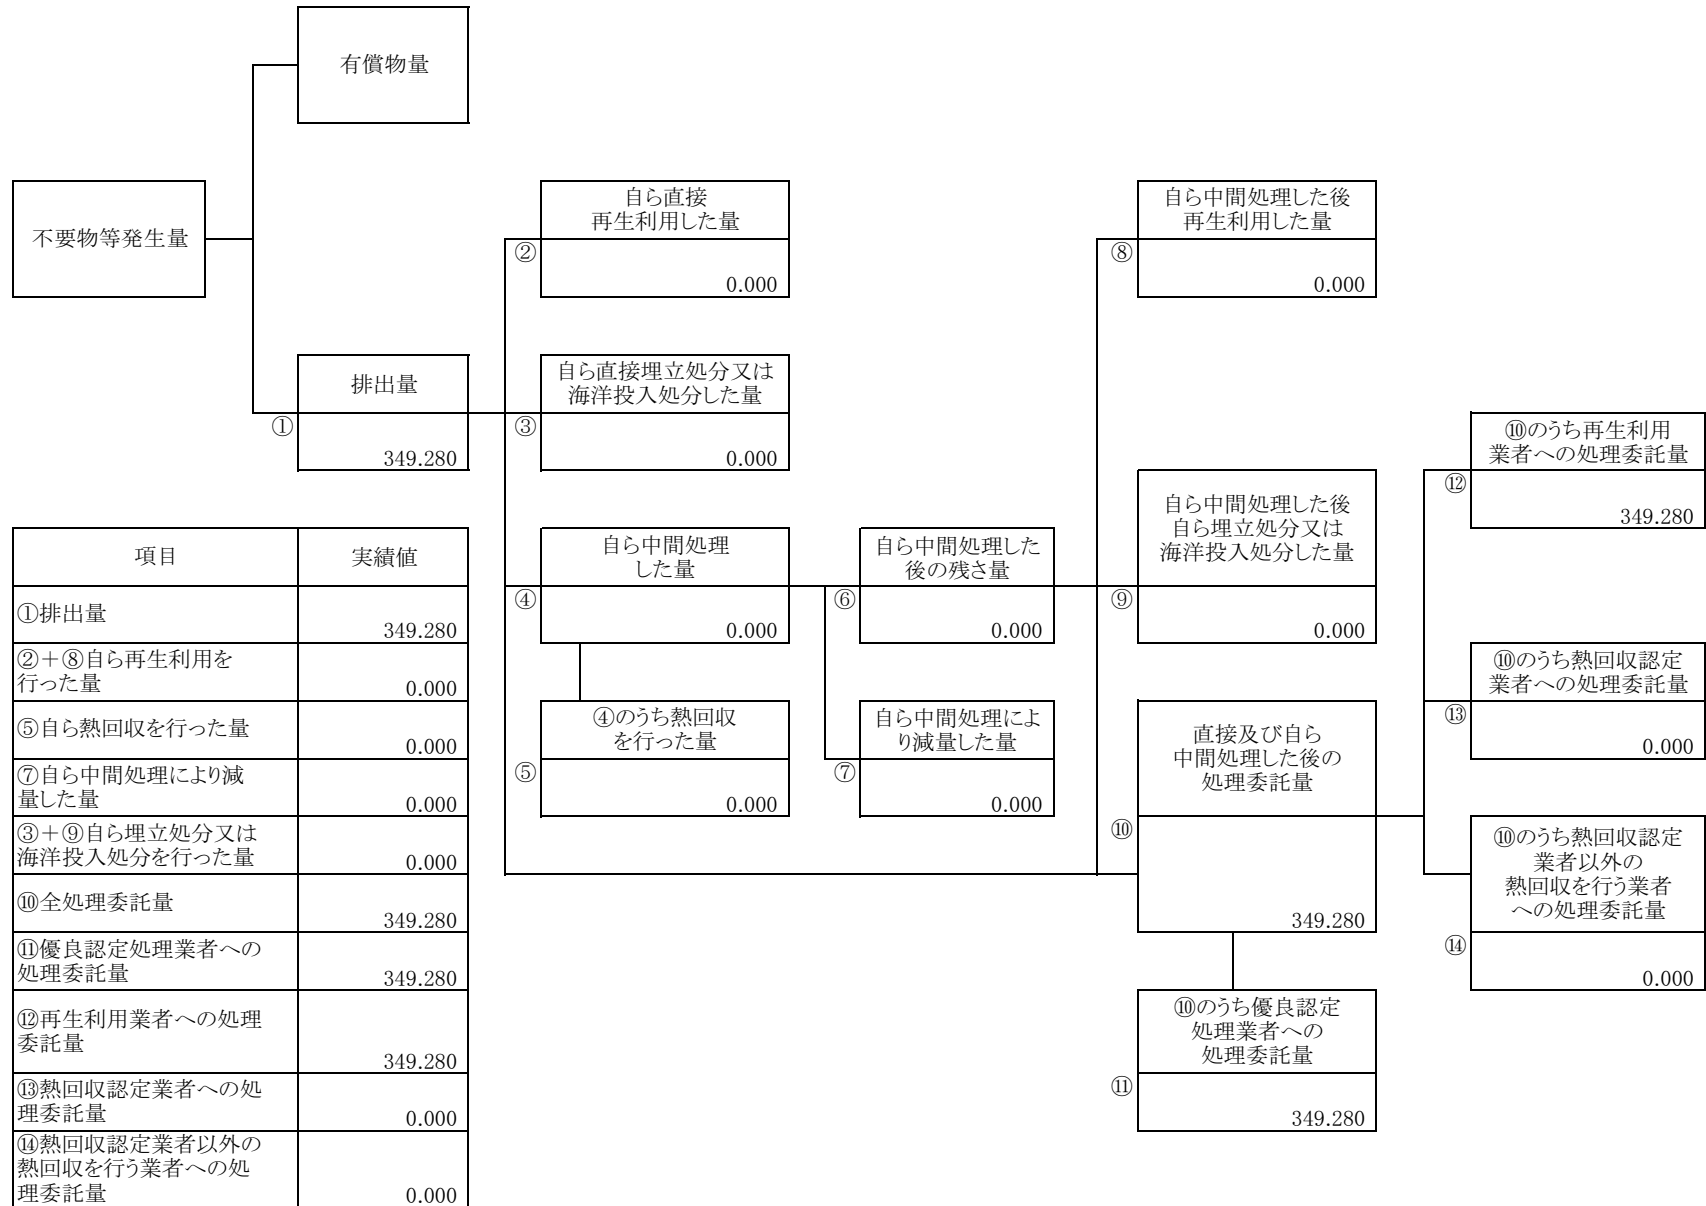 有償物量
不要物等発生量
自ら直接
再生利用した量
②
0.000
自ら中間処理した後
再生利用した量
⑧
0.000
排出量
①
349.280
自ら直接埋立処分又は
海洋投入処分した量
③
0.000
⑩のうち再生利用
業者への処理委託量
⑫
349.280
自ら中間処理
した量
④
0.000
自ら中間処理した
後の残さ量
⑥
0.000
自ら中間処理した後
自ら埋立処分又は
海洋投入処分した量
⑨
0.000
⑩のうち熱回収認定
業者への処理委託量
⑬
0.000
④のうち熱回収
を行った量
⑤
0.000
自ら中間処理によ
り減量した量
⑦
0.000
直接及び自ら
中間処理した後の
処理委託量
⑩
349.280
⑩のうち熱回収認定
業者以外の
熱回収を行う業者
への処理委託量
⑭
0.000
⑩のうち優良認定
処理業者への
処理委託量
⑪
349.280
項目 実績値
①排出量
349.280
②+⑧自ら再生利用を
行った量 0.000
⑤自ら熱回収を行った量
0.000
⑦自ら中間処理により減
量した量 0.000
③+⑨自ら埋立処分又は
海洋投入処分を行った量 0.000
⑩全処理委託量
349.280
⑪優良認定処理業者への
処理委託量 349.280
⑫再生利用業者への処理
委託量
349.280
⑬熱回収認定業者への処
理委託量 0.000
⑭熱回収認定業者以外の
熱回収を行う業者への処
理委託量 0.000